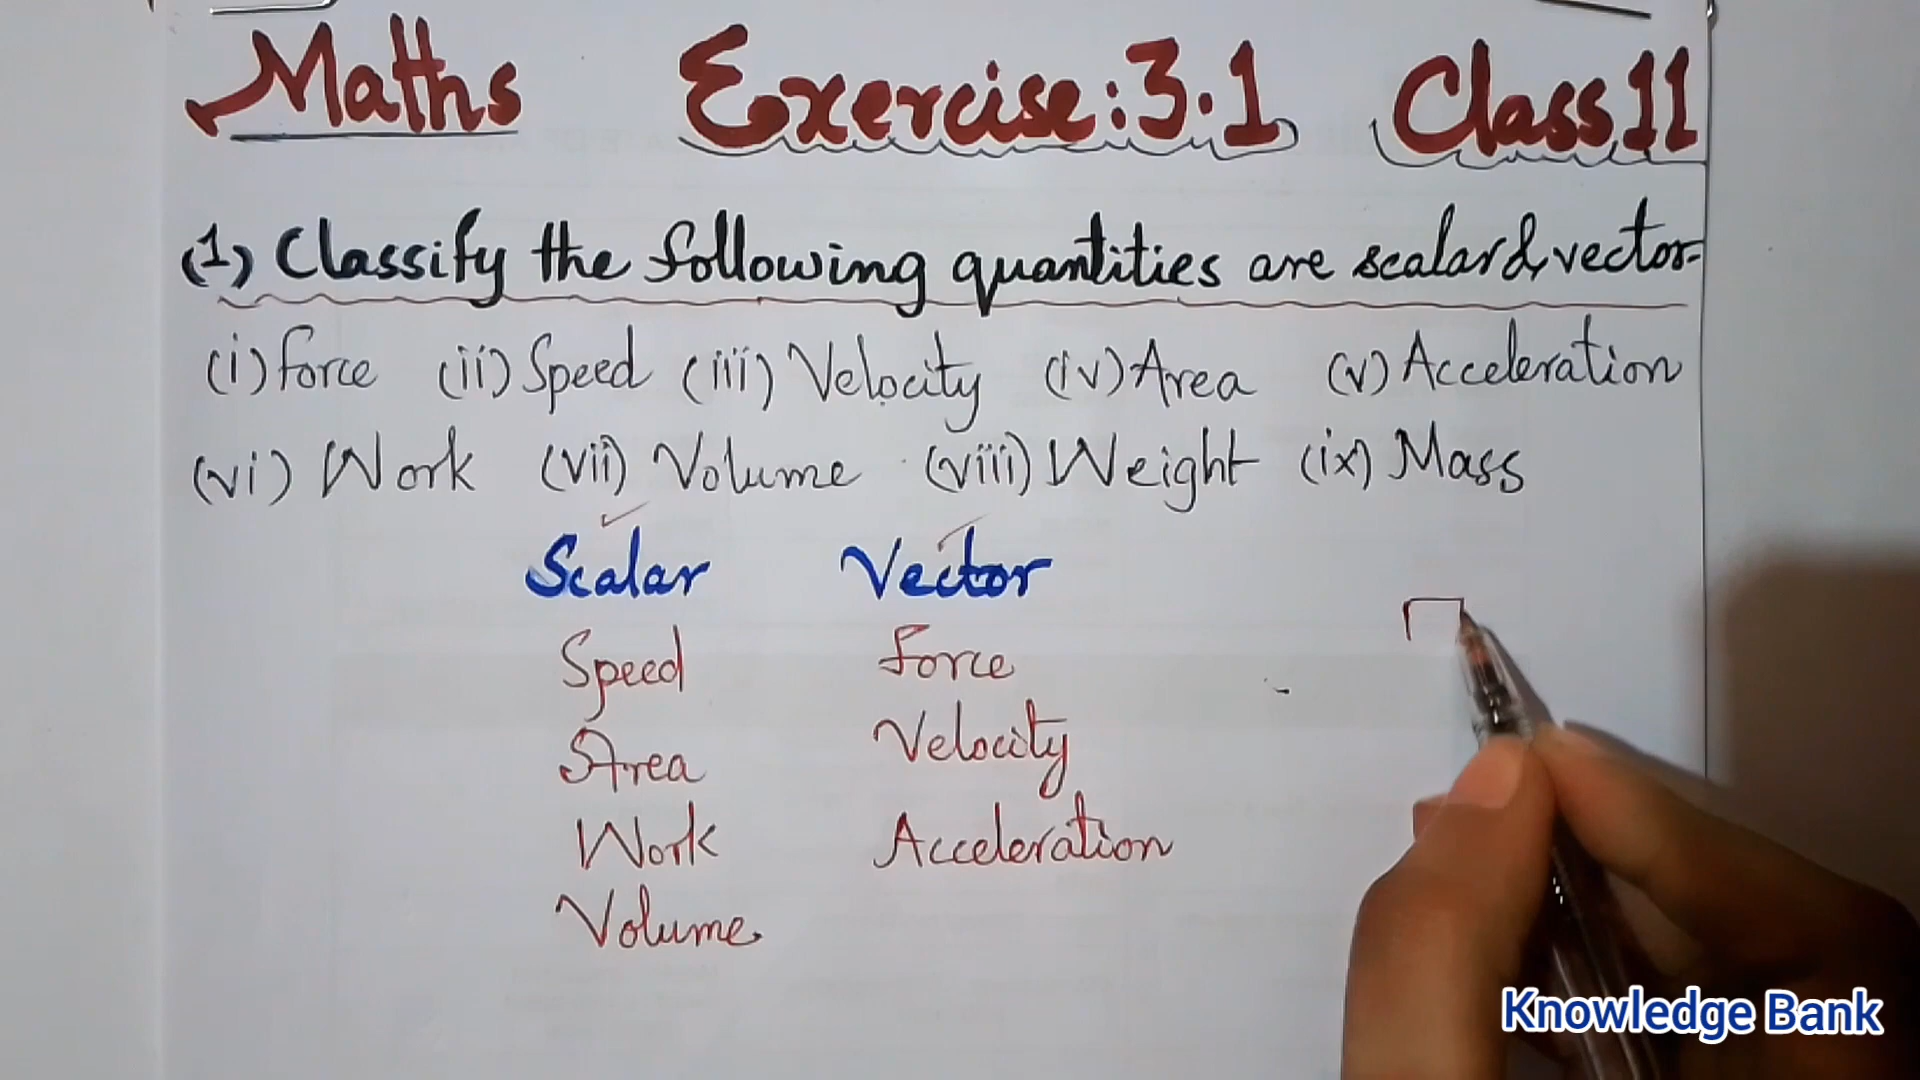 Maths Exercise:3.1 Class 11
(1) Classify the following quantities are scalar & vector-
(i) Force (ii) Speed (iii) Velocity (iv) Area (v) Acceleration
(vi) Work (vii) Volume (viii) Weight (ix) Mass
Scalar Vector
Speed Force
Area Velocity
Work Acceleration
Volume.
Knowledge Bank